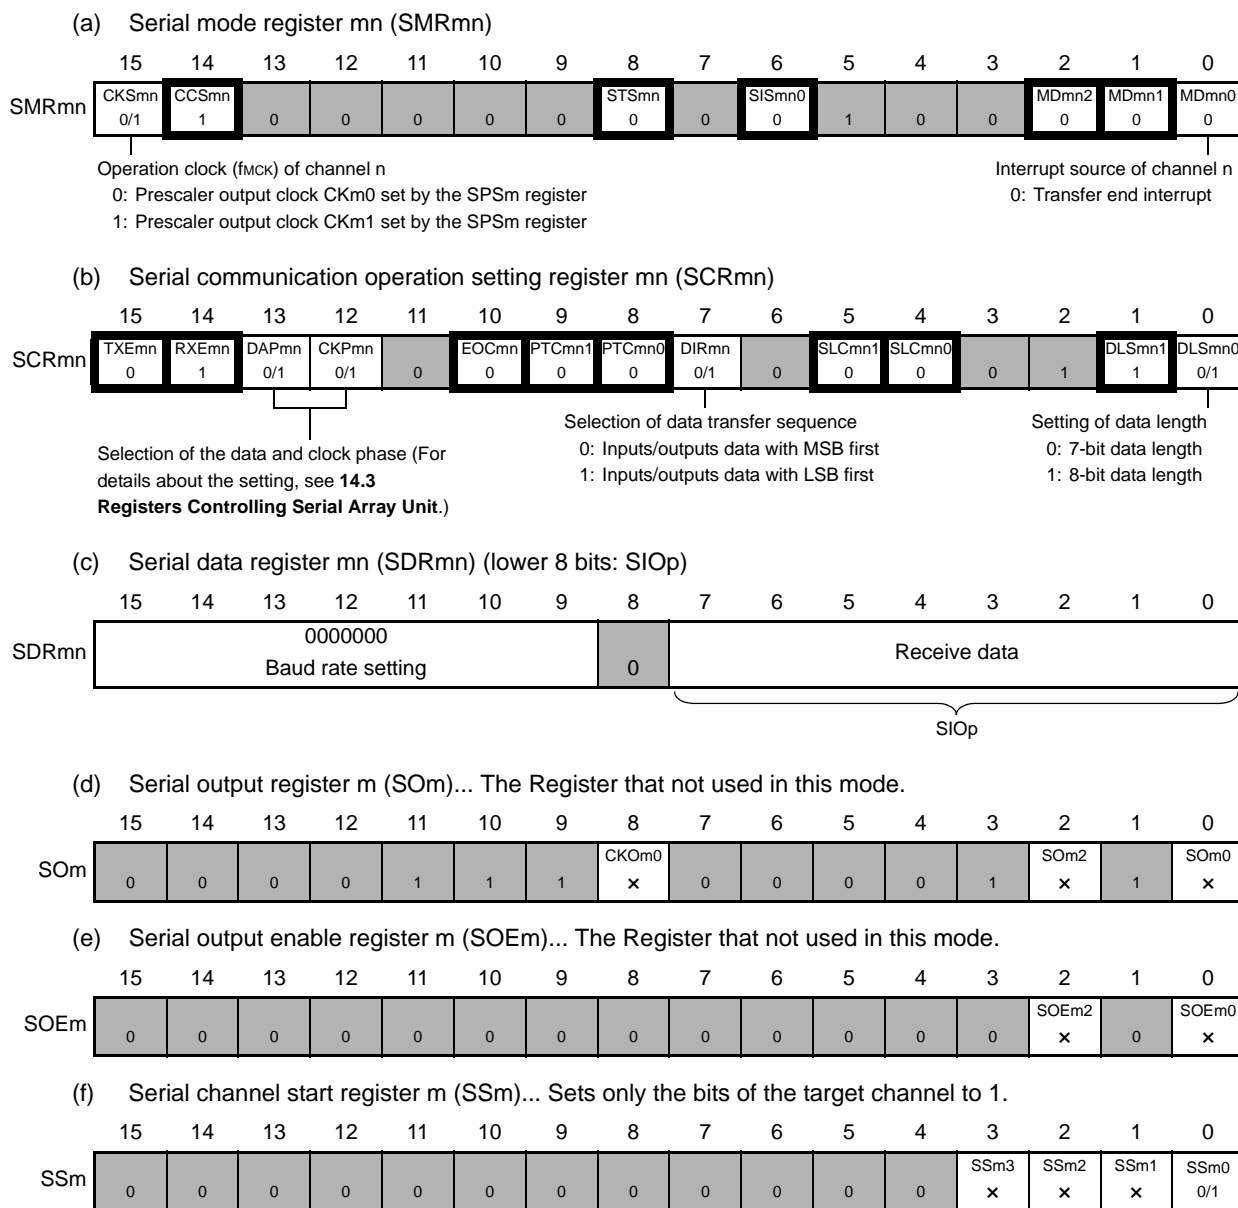 (a) Serial mode register mn (SMRmn)
15 14 13 12 11 10 9 8 7 6 5 4 3 2 1 0
SMRmn
CKSmn CCSmn STSmn SISmn0 MDmn2 MDmn1 MDmn0
0/1 1 0 0 0 0 0 0 0 0 1 0 0 0 0 0
Operation clock (fMCK) of channel n
0: Prescaler output clock CKm0 set by the SPSm register
1: Prescaler output clock CKm1 set by the SPSm register
Interrupt source of channel n
0: Transfer end interrupt
(b) Serial communication operation setting register mn (SCRmn)
15 14 13 12 11 10 9 8 7 6 5 4 3 2 1 0
SCRmn
TXEmn RXEmn DAPmn CKPmn EOCmn PTCmn1 PTCmn0 DIRmn SLCmn1 SLCmn0 DLSmn1 DLSmn0
0 1 0/1 0/1 0 0 0 0 0/1 0 0 0 0 1 1 0/1
Selection of the data and clock phase (For
details about the setting, see 14.3
Registers Controlling Serial Array Unit.)
Selection of data transfer sequence
0: Inputs/outputs data with MSB first
1: Inputs/outputs data with LSB first
Setting of data length
0: 7-bit data length
1: 8-bit data length
(c) Serial data register mn (SDRmn) (lower 8 bits: SIOp)
15 14 13 12 11 10 9 8 7 6 5 4 3 2 1 0
SDRmn
0000000
Baud rate setting
0
Receive data
SIOp
(d) Serial output register m (SOm)... The Register that not used in this mode.
15 14 13 12 11 10 9 8 7 6 5 4 3 2 1 0
SOm
CKOm0 SOm2 SOm0
0 0 0 0 1 1 1 × 0 0 0 0 1 × 1 ×
(e) Serial output enable register m (SOEm)... The Register that not used in this mode.
15 14 13 12 11 10 9 8 7 6 5 4 3 2 1 0
SOEm
SOEm2 SOEm0
0 0 0 0 0 0 0 0 0 0 0 0 0 × 0 ×
(f) Serial channel start register m (SSm)... Sets only the bits of the target channel to 1.
15 14 13 12 11 10 9 8 7 6 5 4 3 2 1 0
SSm
SSm3 SSm2 SSm1 SSm0
0 0 0 0 0 0 0 0 0 0 0 0 × × × 0/1